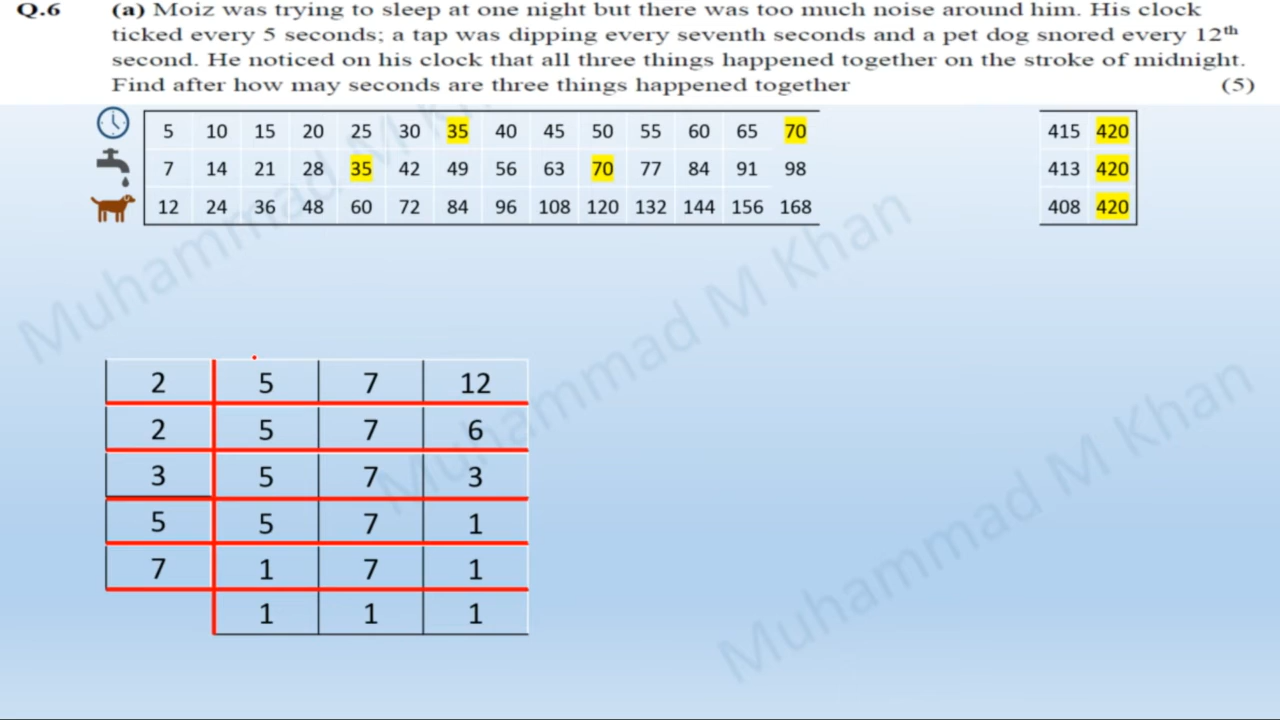 Q.6 (a) Moiz was trying to sleep at one night but there was too much noise around him. His clock
ticked every 5 seconds; a tap was dipping every seventh seconds and a pet dog snored every 12th
second. He noticed on his clock that all three things happened together on the stroke of midnight.
Find after how may seconds are three things happened together (5)
5 10 15 20 25 30 35 40 45 50 55 60 65 70 415 420
7 14 21 28 35 42 49 56 63 70 77 84 91 98 413 420
12 24 36 48 60 72 84 96 108 120 132 144 156 168 408 420
2 5 7 12
2 5 7 6
3 5 7 3
5 5 7 1
7 1 7 1
1 1 1
Muhammad M Khan
Muhammad M Khan
Muhammad M Khan